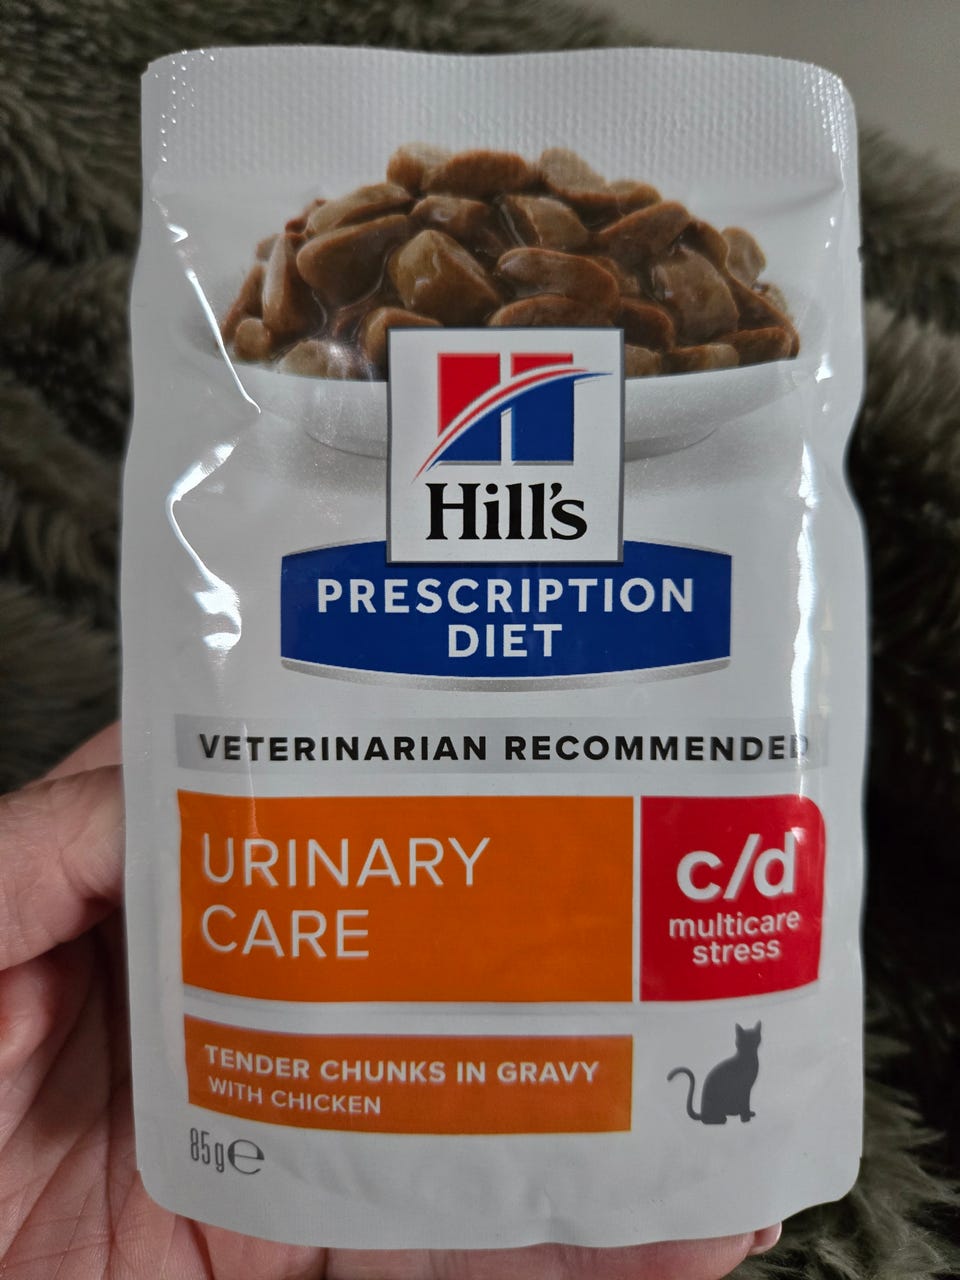 Hill's
PRESCRIPTION
DIET
VETERINARIAN RECOMMENDED
URINARY
CARE
c/d
multicare
stress
TENDER CHUNKS IN GRAVY
WITH CHICKEN
85g℮